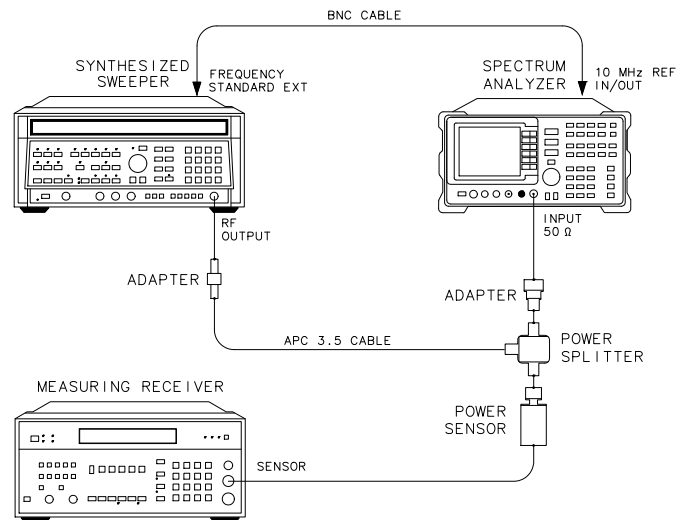 BNC CABLE
SYNTHESIZED
SWEEPER
FREQUENCY
STANDARD EXT
SPECTRUM
ANALYZER
10 MHz REF
IN/OUT
RF
OUTPUT
INPUT
50 Ω
ADAPTER
ADAPTER
APC 3.5 CABLE
POWER
SPLITTER
MEASURING RECEIVER
POWER
SENSOR
SENSOR